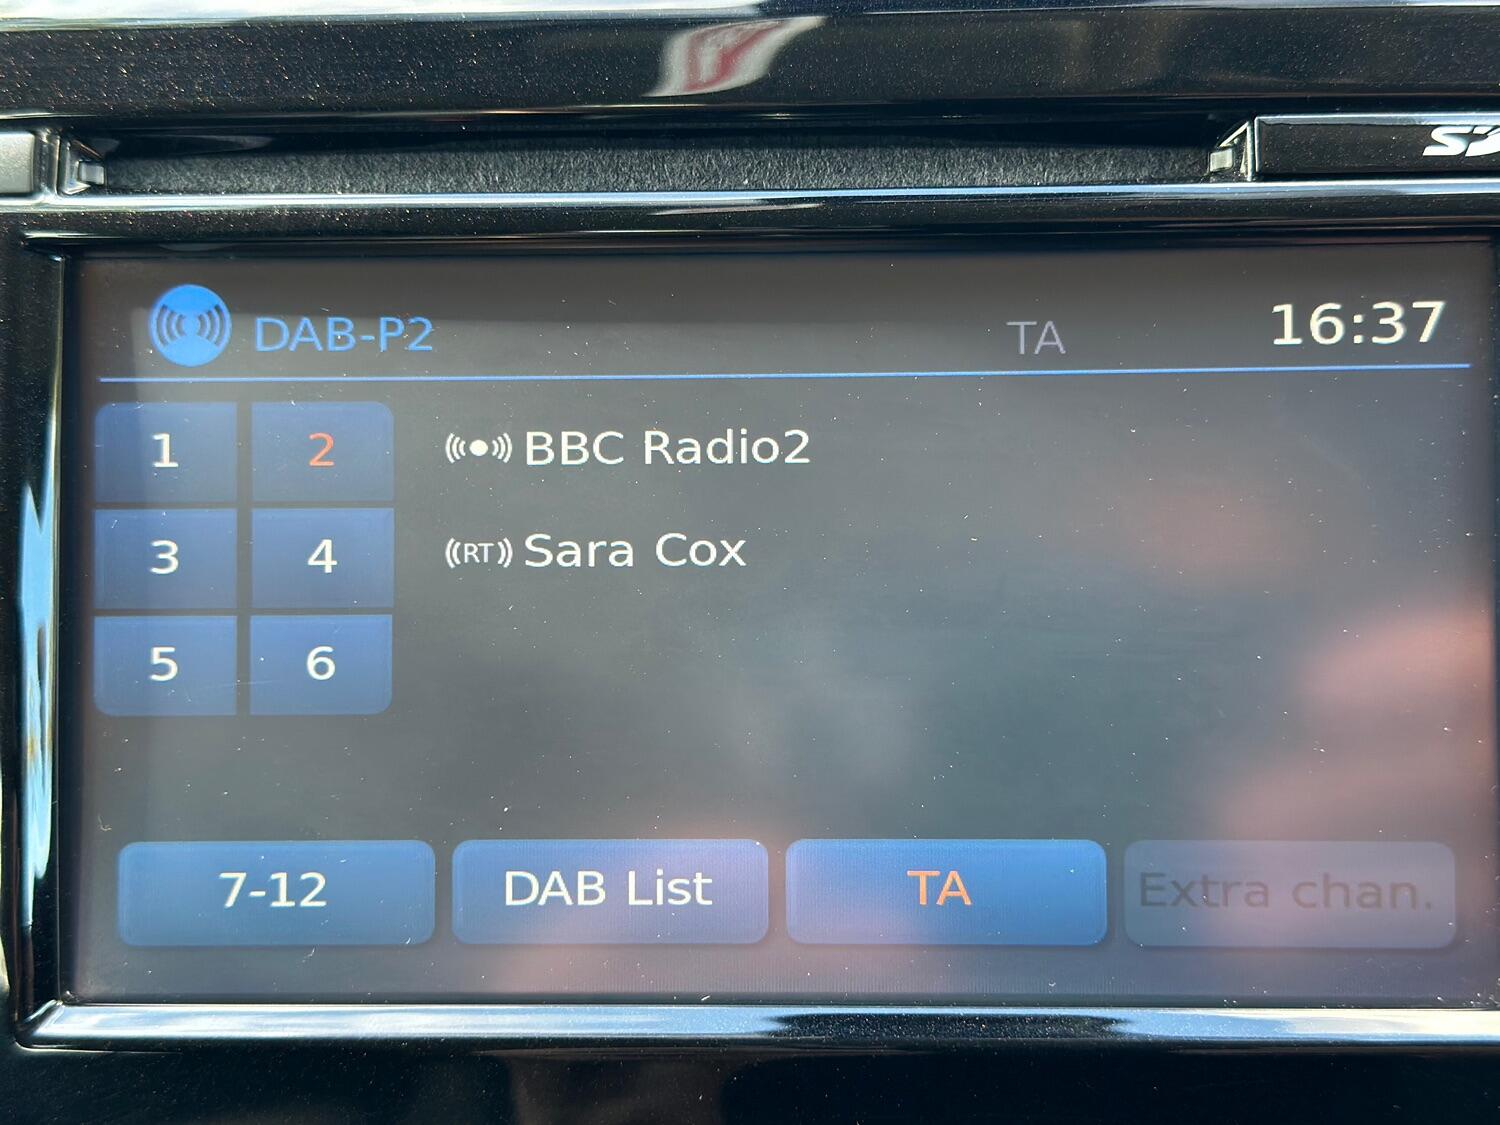 DAB-P2 TA 16:37
1 2 BBC Radio2
3 4 RT Sara Cox
5 6
7-12 DAB List TA Extra chan.